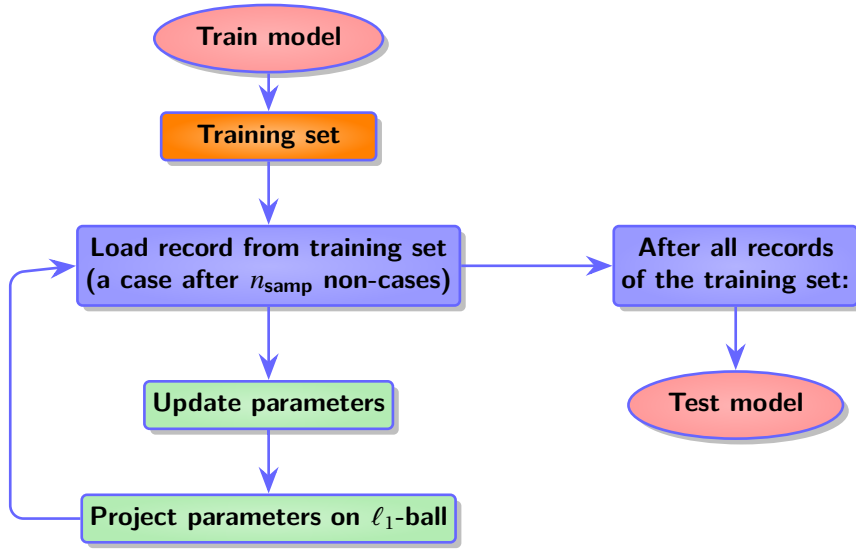 Train model
Training set
Load record from training set
(a case after n_samp non-cases)
After all records
of the training set:
Update parameters
Test model
Project parameters on ℓ₁-ball